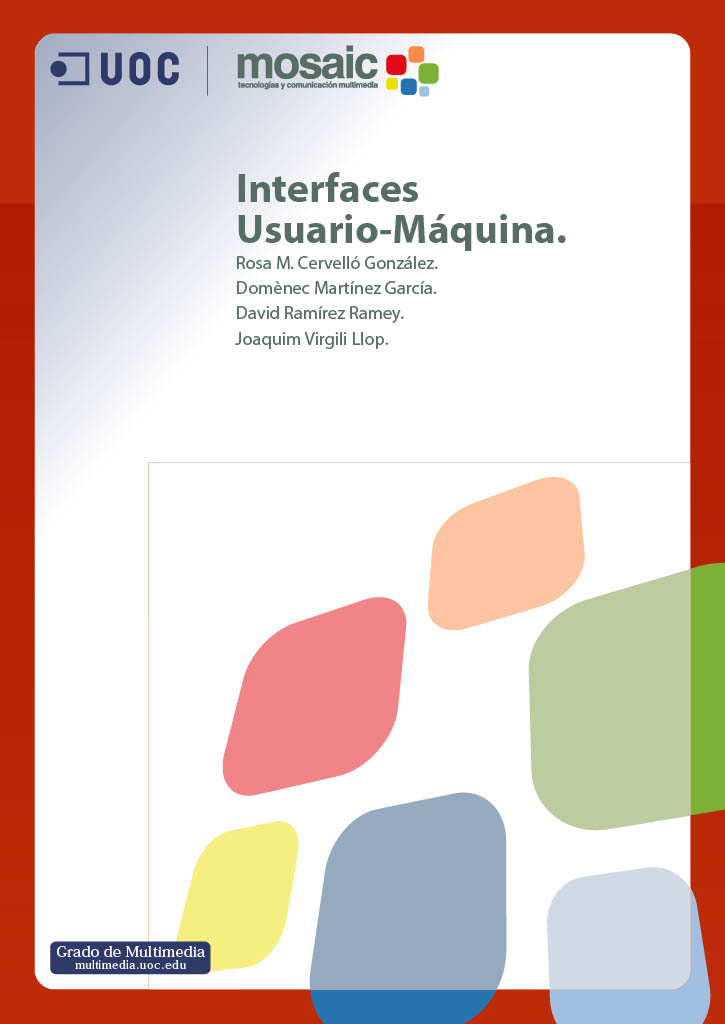 UOC
mosaic
tecnologías y comunicación multimedia
Interfaces
Usuario-Máquina.
Rosa M. Cervelló González.
Domènec Martínez García.
David Ramírez Ramey.
Joaquim Virgili Llop.
Grado de Multimedia
multimedia.uoc.edu